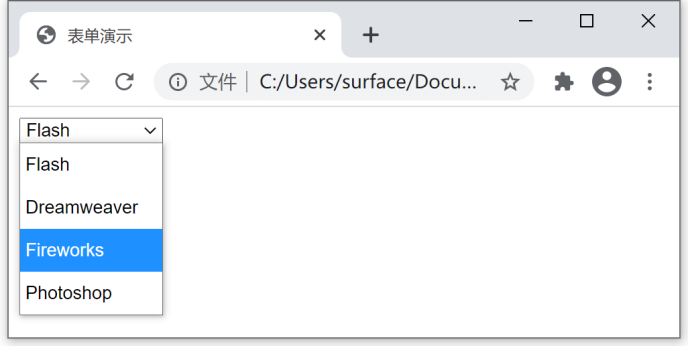 表单演示
文件 C:/Users/surface/Docu...
Flash
Flash
Dreamweaver
Fireworks
Photoshop